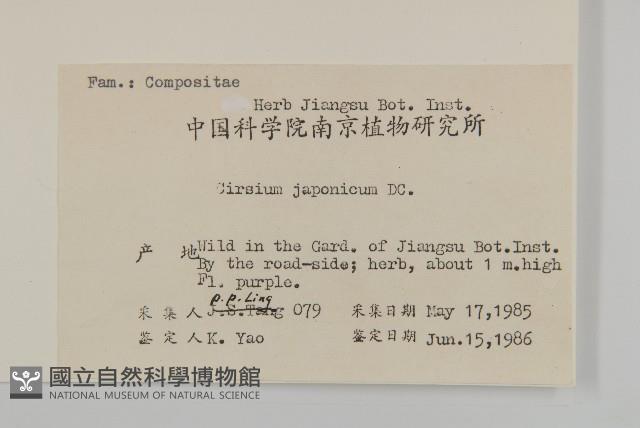 Fam.: Compositae
Herb Jiangsu Bot. Inst.
中国科学院南京植物研究所
Cirsium japonicum DC.
产 地 Wild in the Gard. of Jiangsu Bot.Inst.
By the road-side; herb, about 1 m.high
Fl. purple.
P.P.Ling
采集人 J.S.Tsig 079 采集日期 May 17,1985
鉴定人 K. Yao 鉴定日期 Jun.15,1986
國立自然科學博物館
NATIONAL MUSEUM OF NATURAL SCIENCE